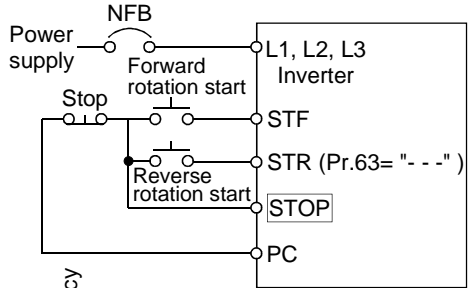 NFB
Power
supply
L1, L2, L3
Inverter
Forward
rotation start
Stop
STF
STR (Pr.63= "- - -" )
Reverse
rotation start
STOP
PC
cy